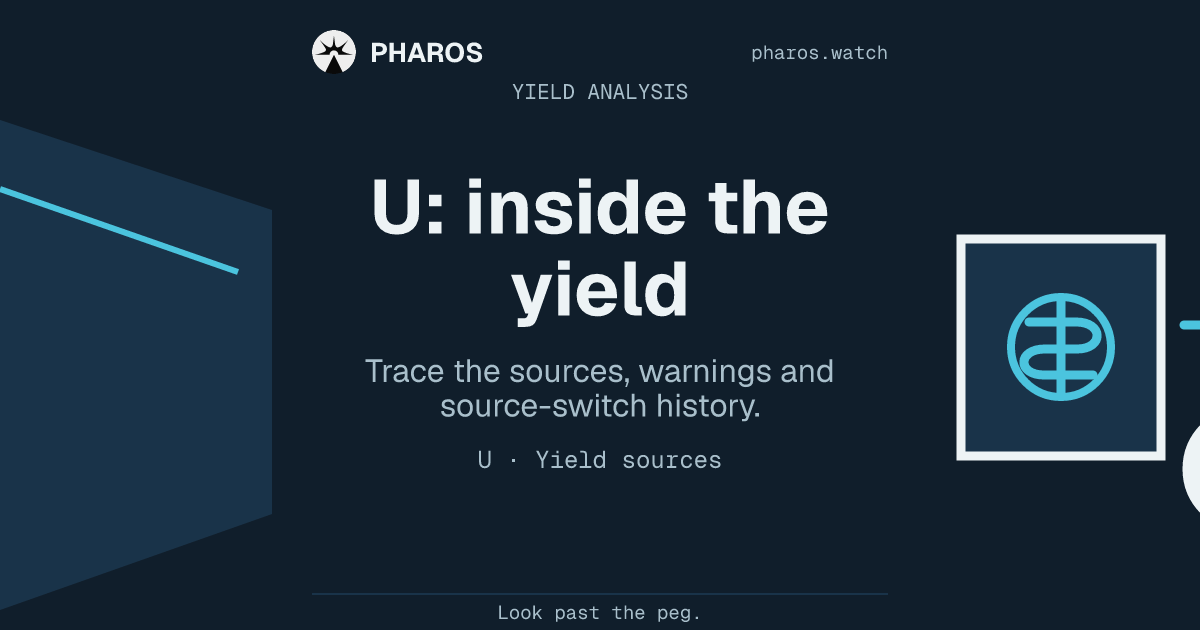 PHAROS
pharos.watch
YIELD ANALYSIS
U: inside the
yield
Trace the sources, warnings and
source-switch history.
U · Yield sources
Look past the peg.